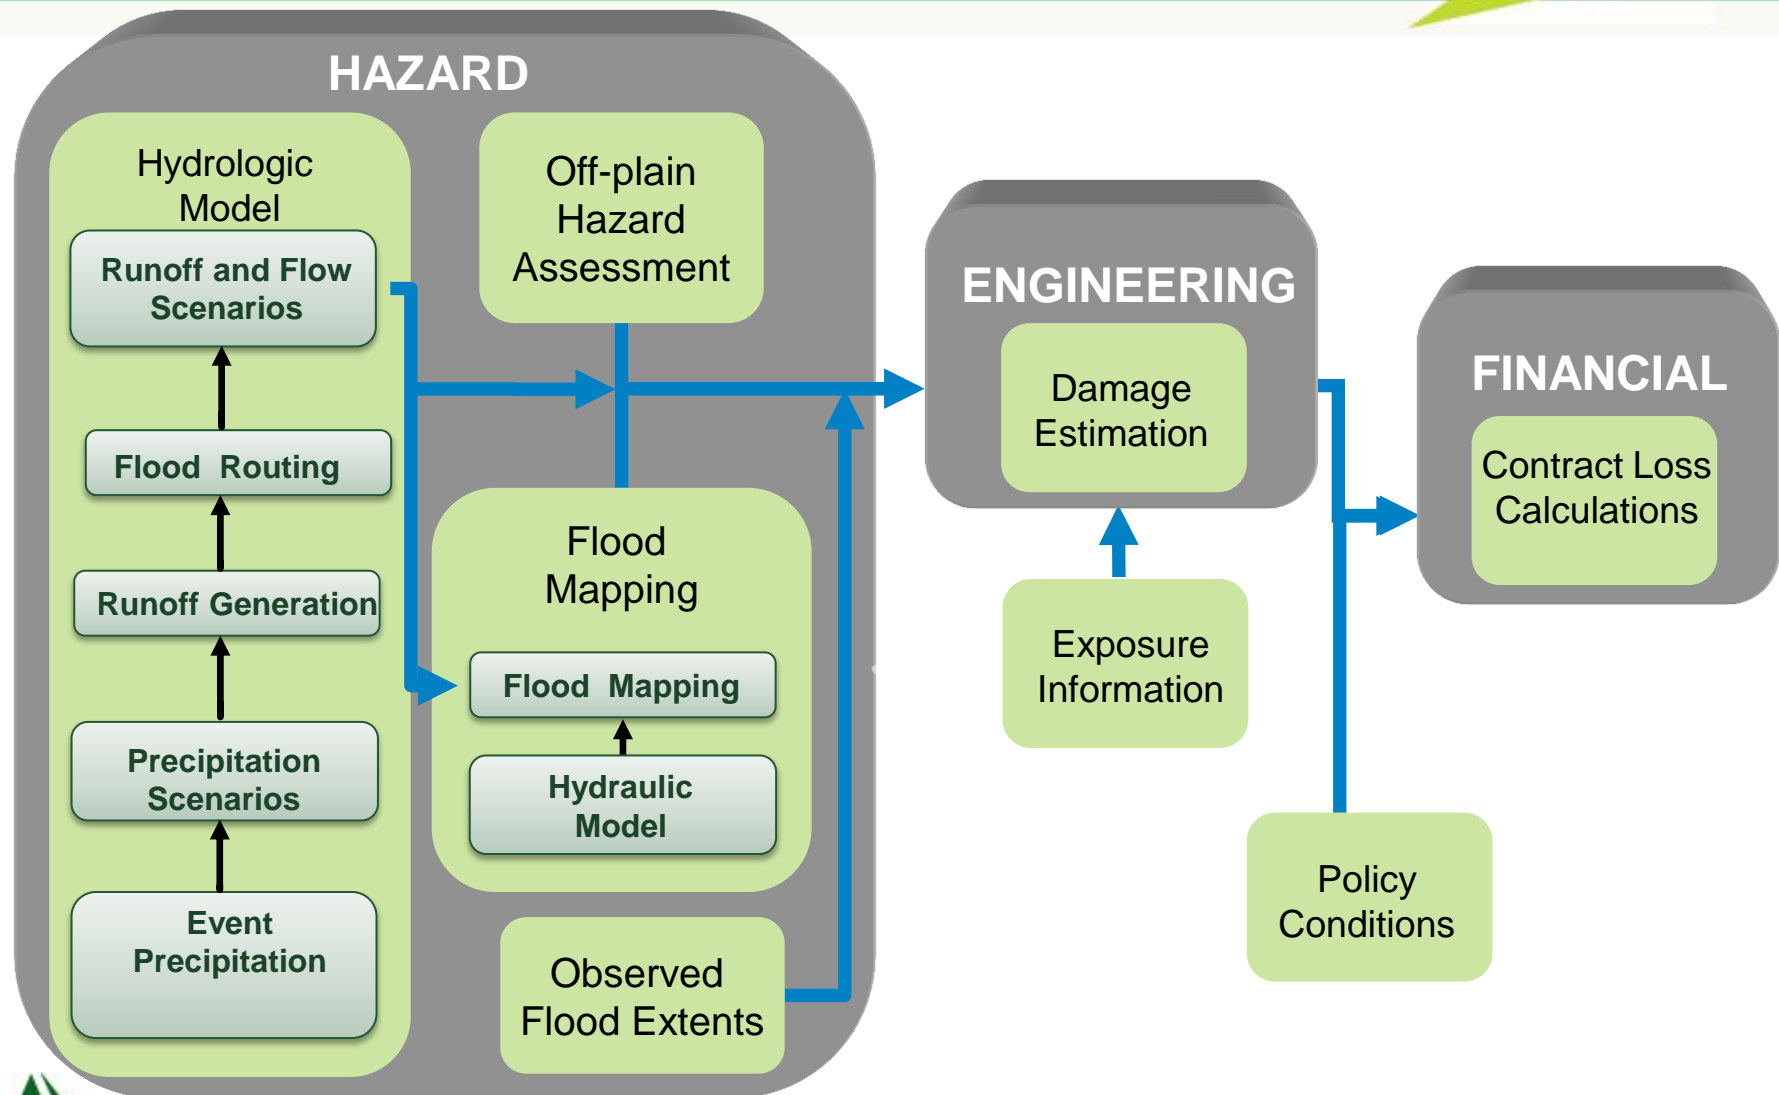 HAZARD
Hydrologic
Model
Runoff and Flow
Scenarios
Flood Routing
Runoff Generation
Precipitation
Scenarios
Event
Precipitation
Off-plain
Hazard
Assessment
Flood
Mapping
Flood Mapping
Hydraulic
Model
Observed
Flood Extents
ENGINEERING
Damage
Estimation
Exposure
Information
FINANCIAL
Contract Loss
Calculations
Policy
Conditions